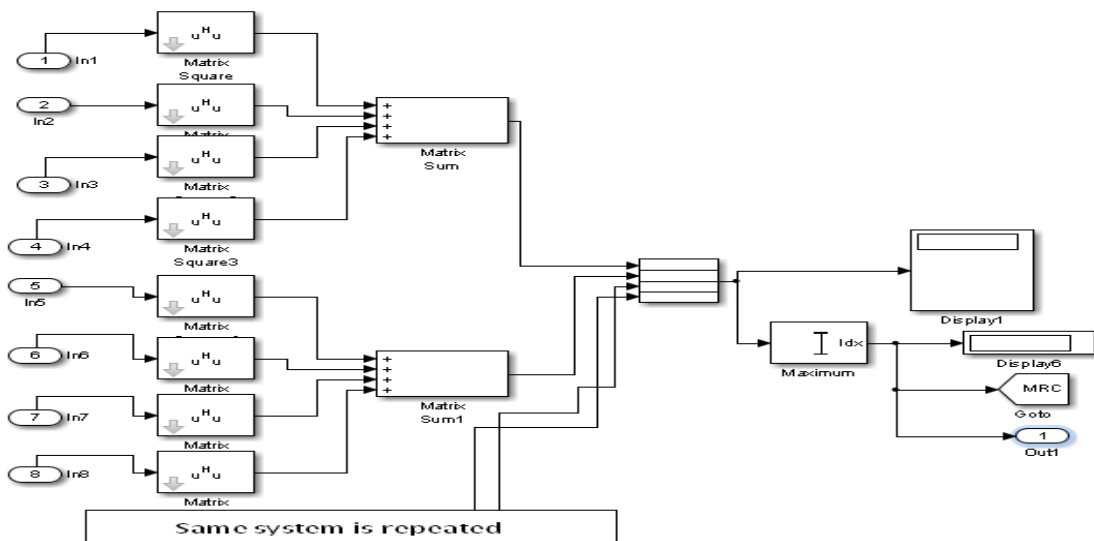 1
In1
u^H u
Matrix
Square
2
In2
u^H u
Matrix
3
In3
u^H u
Matrix
4
In4
u^H u
Matrix
Square3
+
+
+
+
Matrix
Sum
5
In5
u^H u
Matrix
6
In6
u^H u
Matrix
7
In7
u^H u
Matrix
8
In8
u^H u
Matrix
+
+
+
+
Matrix
Sum1
Display1
Idx
Maximum
Display6
MRC
Goto
1
Out1
Same system is repeated